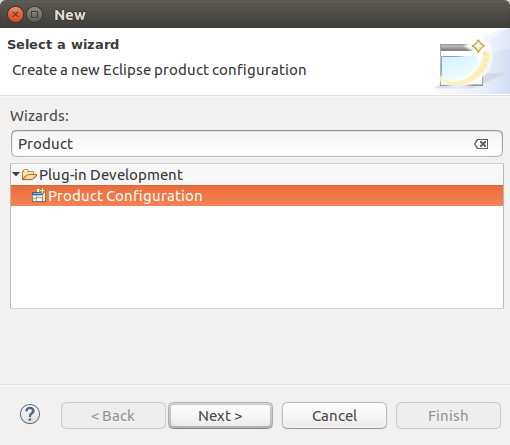 New
Select a wizard
Create a new Eclipse product configuration
Wizards:
Product
Plug-in Development
Product Configuration
? < Back Next > Cancel Finish